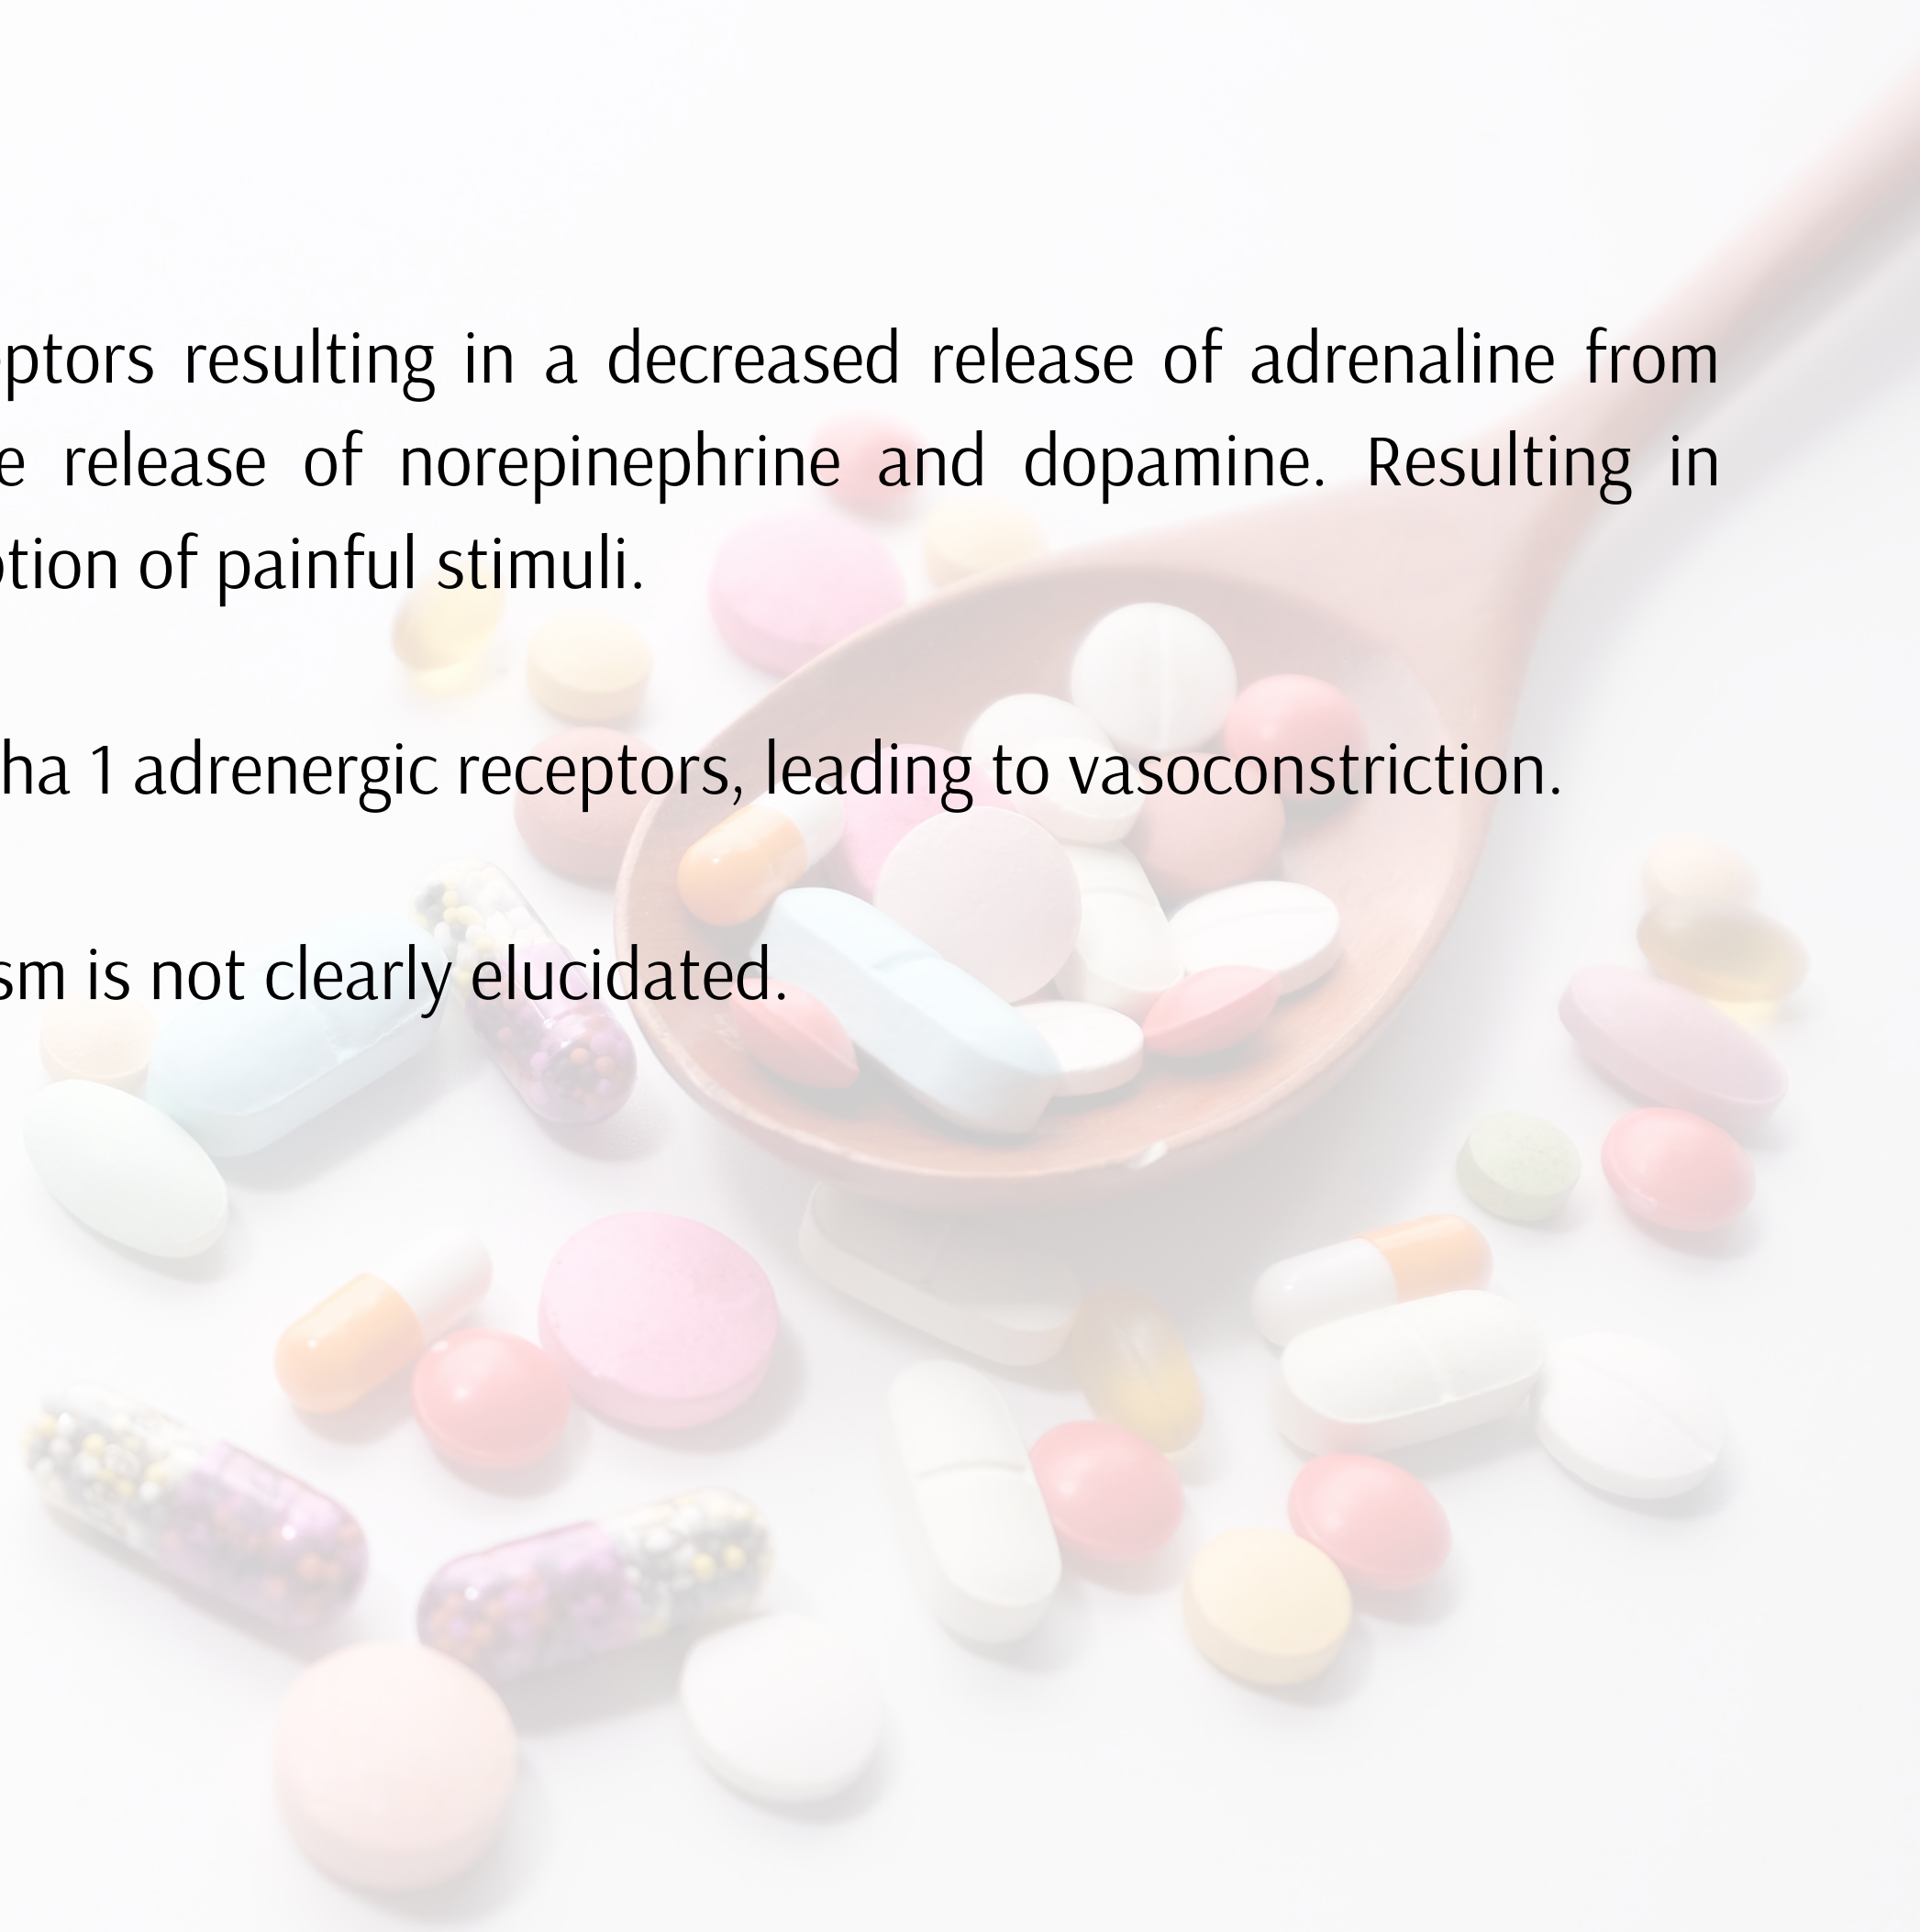 ptors resulting in a decreased release of adrenaline from
e release of norepinephrine and dopamine. Resulting in
tion of painful stimuli.
ha 1 adrenergic receptors, leading to vasoconstriction.
sm is not clearly elucidated.